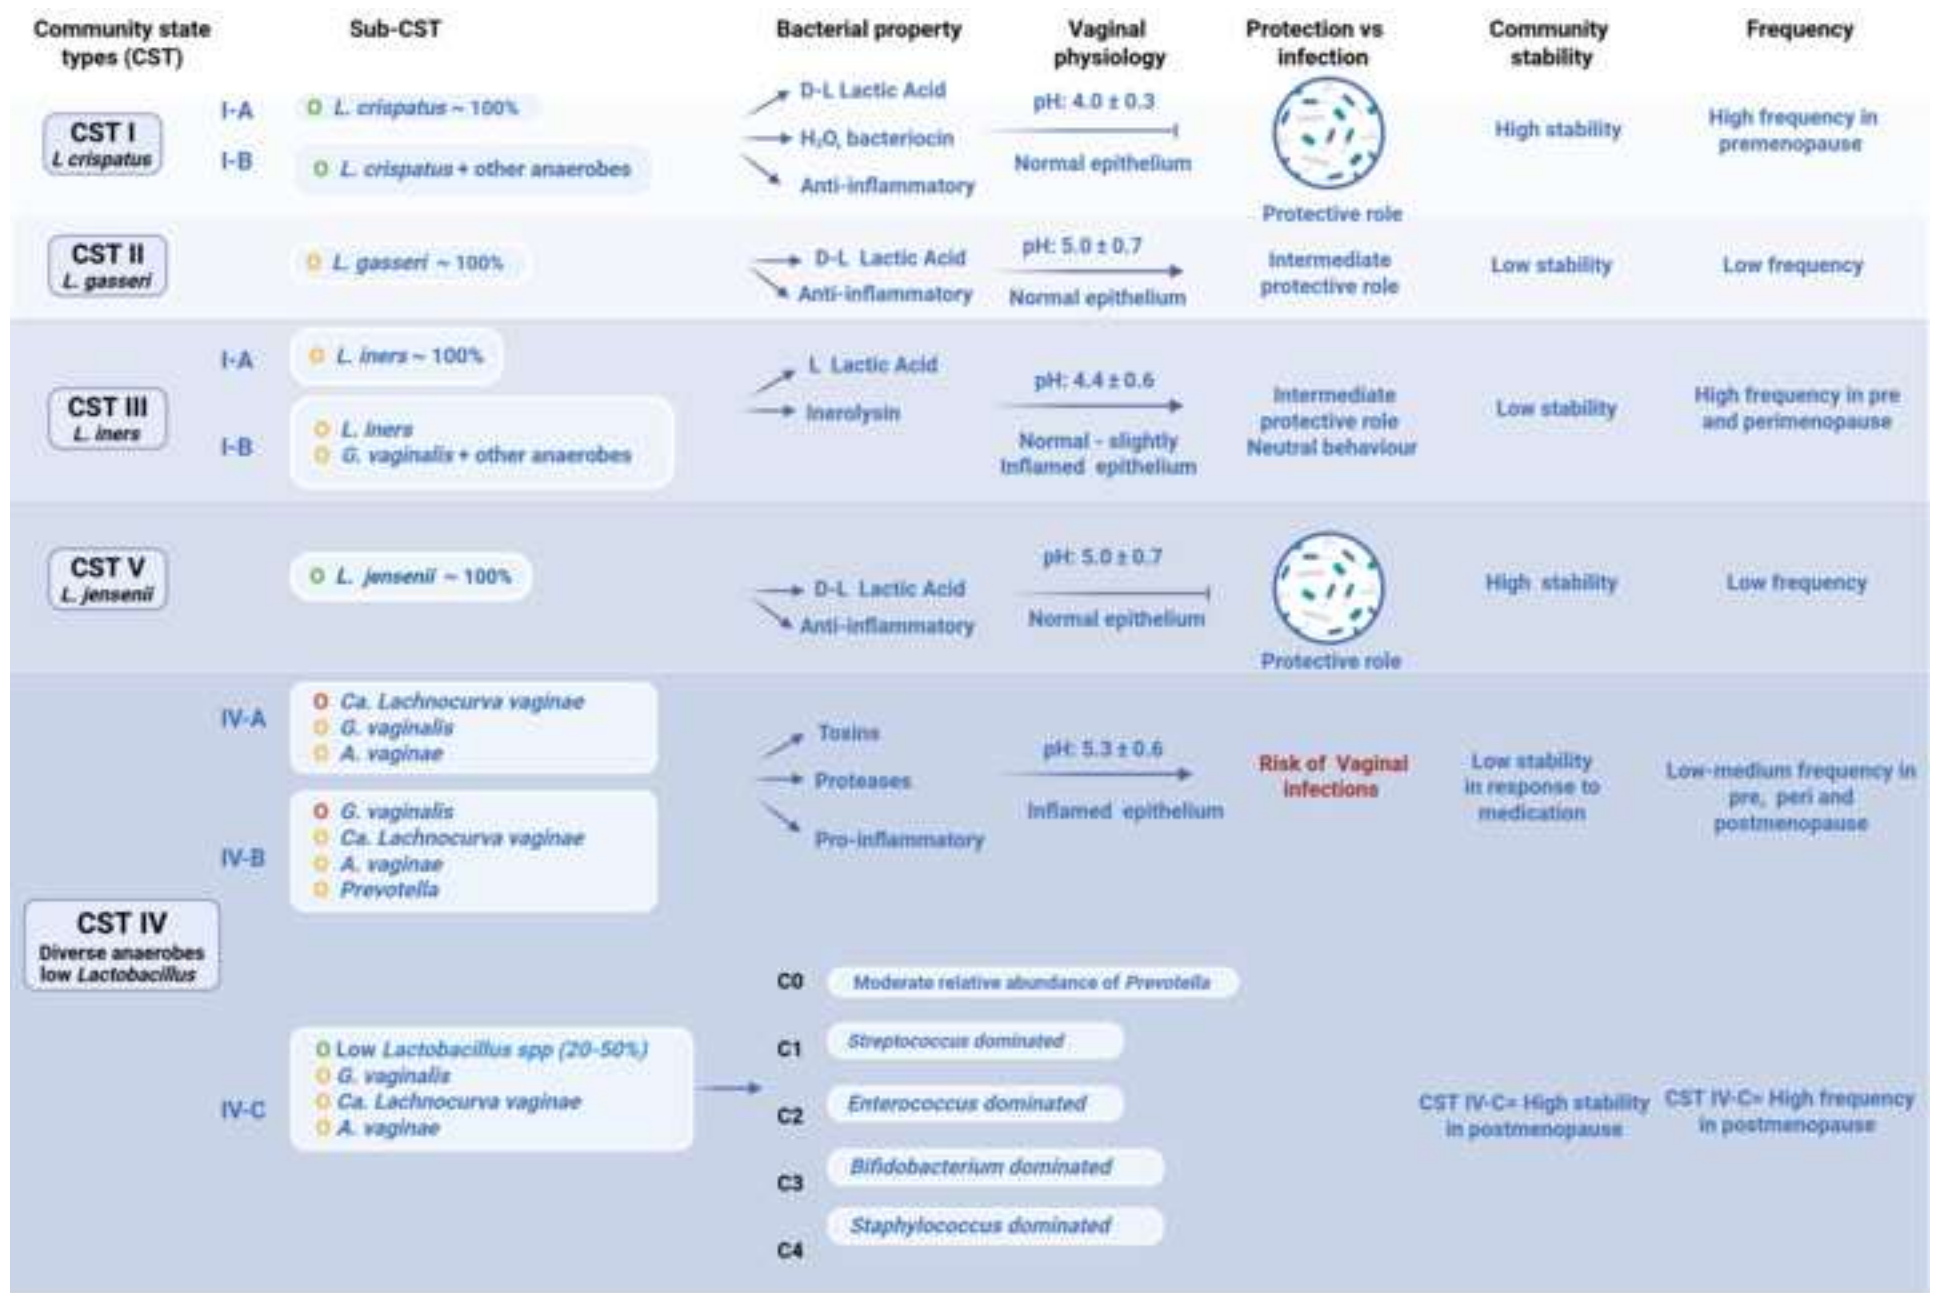 Community state
types (CST)
Sub-CST
Bacterial property
Vaginal
physiology
Protection vs
infection
Community
stability
Frequency
CST I
L crispatus
I-A
O L. crispatus ~ 100%
I-B
O L. crispatus + other anaerobes
D-L Lactic Acid
H₂O, bacteriocin
Anti-inflammatory
pH: 4.0 ± 0.3
Normal epithelium
Protective role
High stability
High frequency in
premenopause
CST II
L. gasseri
O L. gasseri ~ 100%
D-L Lactic Acid
Anti-inflammatory
pH: 5.0 ± 0.7
Normal epithelium
Intermediate
protective role
Low stability
Low frequency
CST III
L. iners
I-A
O L. iners ~ 100%
I-B
O L. iners
O G. vaginalis + other anaerobes
L Lactic Acid
Inerolysin
pH: 4.4 ± 0.6
Normal - slightly
Inflamed epithelium
Intermediate
protective role
Neutral behaviour
Low stability
High frequency in pre
and perimenopause
CST V
L. jensenii
O L. jensenii ~ 100%
D-L Lactic Acid
Anti-inflammatory
pH: 5.0 ± 0.7
Normal epithelium
Protective role
High stability
Low frequency
CST IV
Diverse anaerobes
low Lactobacillus
IV-A
O Ca. Lachnocurva vaginae
O G. vaginalis
O A. vaginae
IV-B
O G. vaginalis
O Ca. Lachnocurva vaginae
O A. vaginae
O Prevotella
Toxins
Proteases
Pro-inflammatory
pH: 5.3 ± 0.6
Inflamed epithelium
Risk of Vaginal
infections
Low stability
in response to
medication
Low-medium frequency in
pre, peri and
postmenopause
IV-C
O Low Lactobacillus spp (20-50%)
O G. vaginalis
O Ca. Lachnocurva vaginae
O A. vaginae
C0
Moderate relative abundance of Prevotella
C1
Streptococcus dominated
C2
Enterococcus dominated
C3
Bifidobacterium dominated
C4
Staphylococcus dominated
CST IV-C= High stability
in postmenopause
CST IV-C= High frequency
in postmenopause